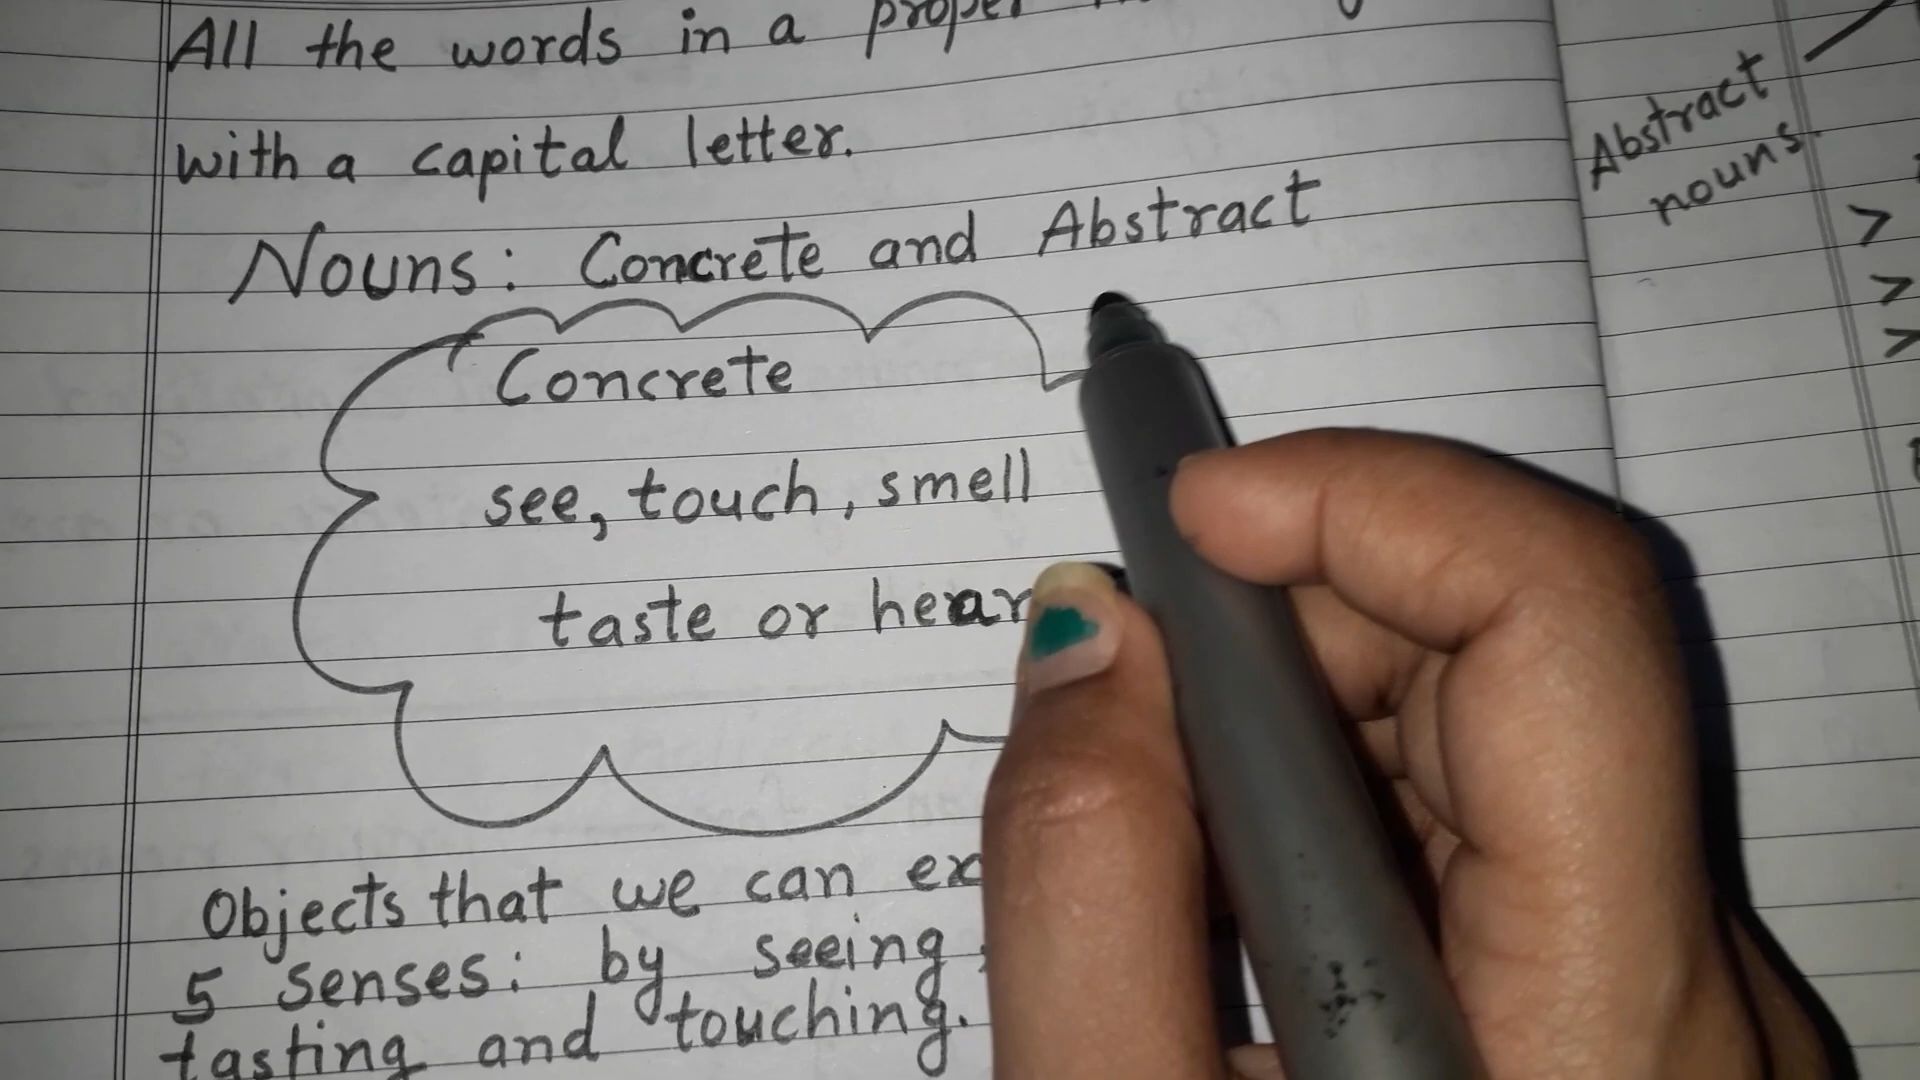 All the words in a proper
with a capital letter.
Nouns: Concrete and Abstract
Concrete
see, touch, smell
taste or hear
Objects that we can
5 senses: by seeing
tasting and touching.
Abstract
nouns